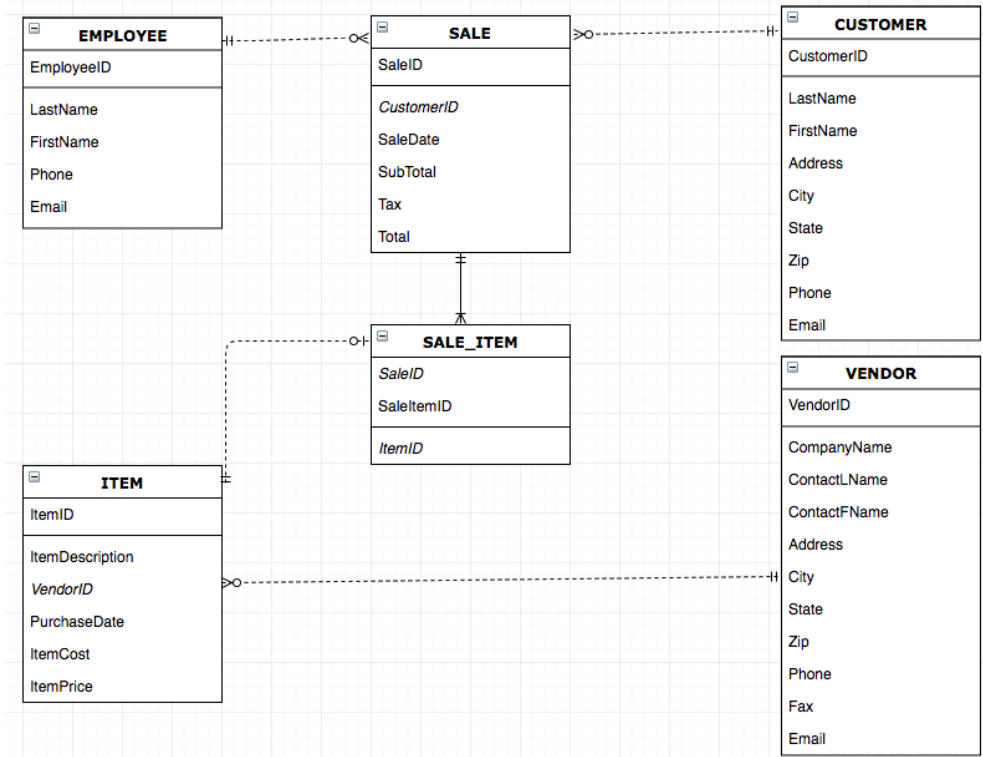 EMPLOYEE
EmployeeID
LastName
FirstName
Phone
Email
SALE
SaleID
CustomerID
SaleDate
SubTotal
Tax
Total
CUSTOMER
CustomerID
LastName
FirstName
Address
City
State
Zip
Phone
Email
SALE_ITEM
SaleID
SaleItemID
ItemID
ITEM
ItemID
ItemDescription
VendorID
PurchaseDate
ItemCost
ItemPrice
VENDOR
VendorID
CompanyName
ContactLName
ContactFName
Address
City
State
Zip
Phone
Fax
Email